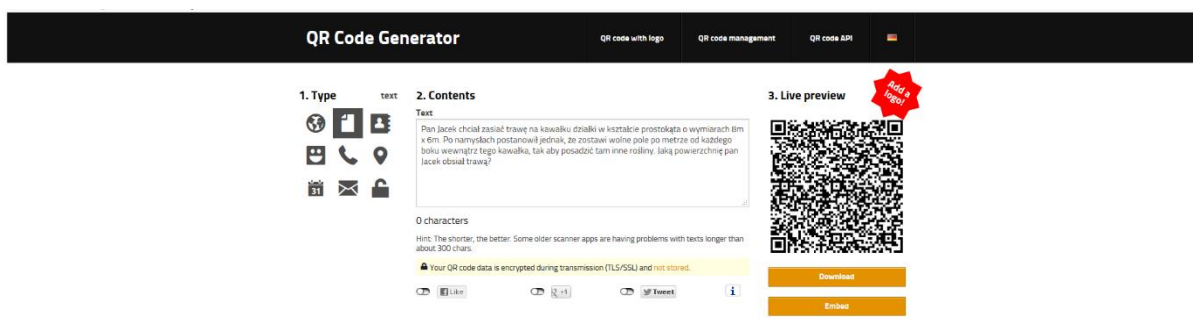 QR Code Generator
QR code with logo
QR code management
QR code API
1. Type
text
31
2. Contents
Text
Pan Jacek chciał zasiać trawę na kawałku działki w kształcie prostokąta o wymiarach 8m
x 6m. Po namysłach postanowił jednak, że zostawi wolne pole po metrze od każdego
boku wewnątrz tego kawałka, tak aby posadzić tam inne rośliny. Jaką powierzchnię pan
Jacek obsiał trawą?
0 characters
Hint: The shorter, the better. Some older scanner apps are having problems with texts longer than
about 300 chars.
Your QR code data is encrypted during transmission (TLS/SSL) and not stored.
Like
+1
Tweet
i
3. Live preview
Add a
logo!
Download
Embed